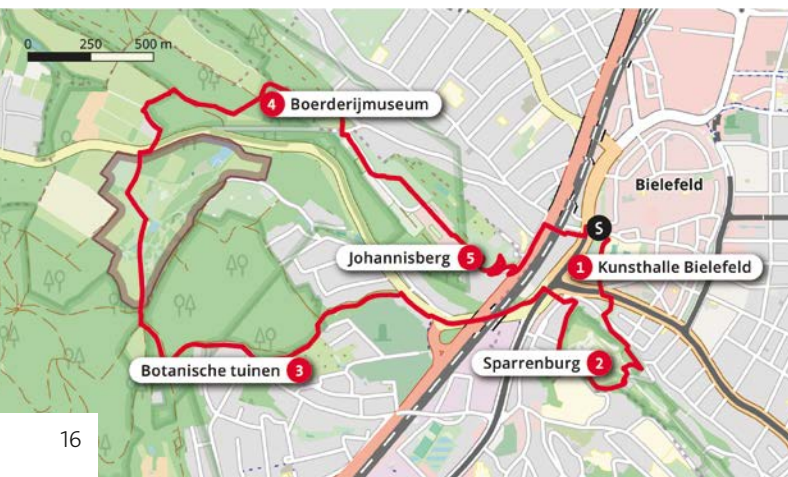 0 250 500 m
4 Boerderijmuseum
Bielefeld
S
Johannisberg 5
1 Kunsthalle Bielefeld
Sparrenburg 2
Botanische tuinen 3
16